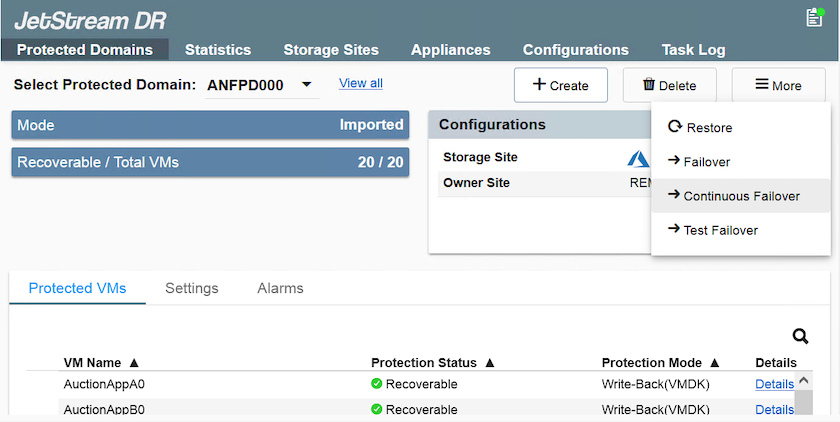 JetStream DR
Protected Domains Statistics Storage Sites Appliances Configurations Task Log
Select Protected Domain: ANFPD000 View all Create Delete More
Mode Imported
Recoverable / Total VMs 20 / 20
Configurations
Storage Site
Owner Site
Restore
Failover
Continuous Failover
Test Failover
Protected VMs Settings Alarms
VM Name ▲ Protection Status ▲ Protection Mode ▲ Details
AuctionAppA0 Recoverable Write-Back(VMDK) Details
AuctionAppB0 Recoverable Write-Back(VMDK) Details